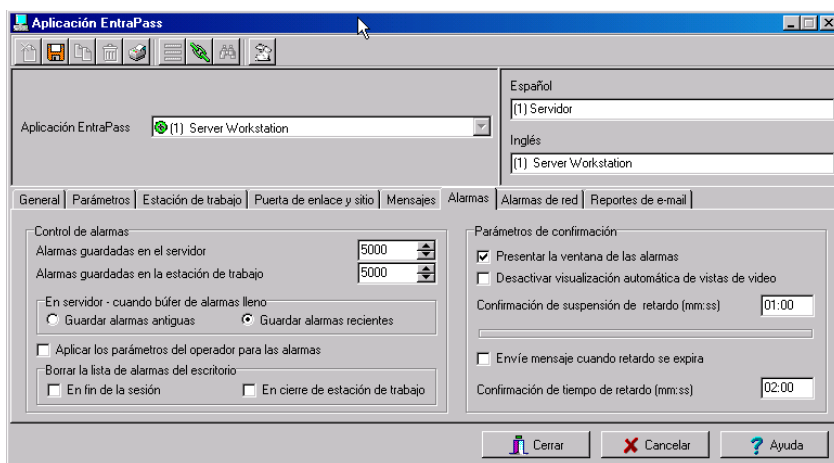 Aplicación EntraPass
Español
(1) Servidor
Aplicación EntraPass
(1) Server Workstation
Inglés
(1) Server Workstation
General
Parámetros
Estación de trabajo
Puerta de enlace y sitio
Mensajes
Alarmas
Alarmas de red
Reportes de e-mail
Control de alarmas
Alarmas guardadas en el servidor
5000
Alarmas guardadas en la estación de trabajo
5000
En servidor - cuando búfer de alarmas lleno
Guardar alarmas antiguas
Guardar alarmas recientes
Aplicar los parámetros del operador para las alarmas
Borrar la lista de alarmas del escritorio
En fin de la sesión
En cierre de estación de trabajo
Parámetros de confirmación
Presentar la ventana de las alarmas
Desactivar visualización automática de vistas de video
Confirmación de suspensión de retardo (mm:ss)
01:00
Envíe mensaje cuando retardo se expira
Confirmación de tiempo de retardo (mm:ss)
02:00
Cerrar
Cancelar
Ayuda